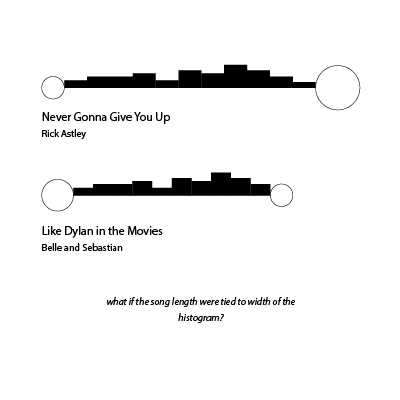 Never Gonna Give You Up
Rick Astley
Like Dylan in the Movies
Belle and Sebastian
what if the song length were tied to width of the
histogram?